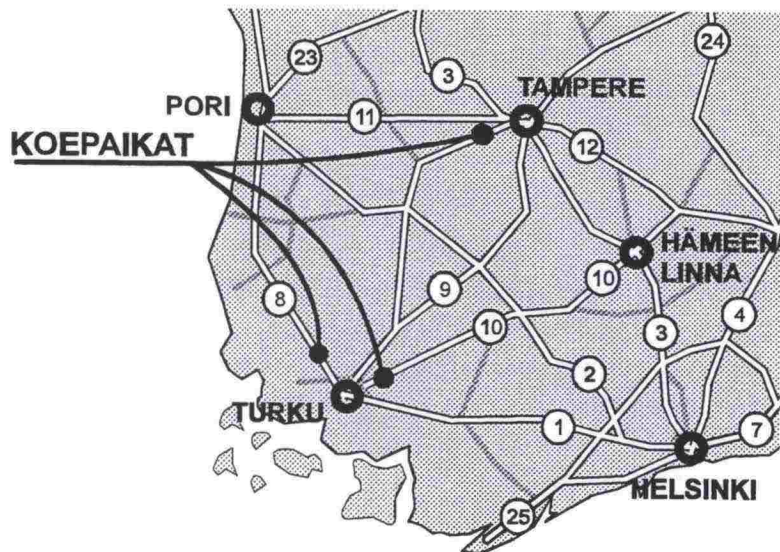 24
23
3
TAMPERE
PORI
11
KOEPAIKAT
12
HÄMEENA
LINNA
10
9
8
10
3
4
2
TURKU
1
7
HELSINKI
25